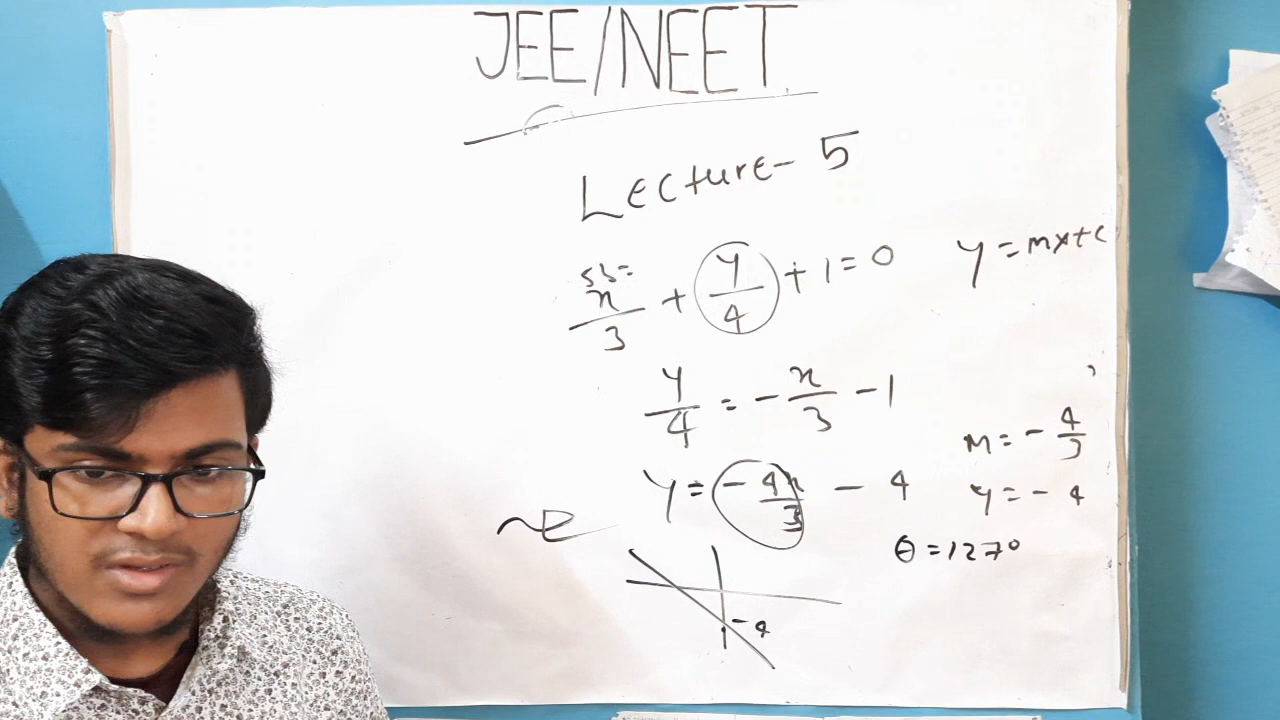 JEE/NEET
Lecture- 5
x/3 + y/4 + 1 = 0
y = mx+c
y/4 = - x/3 - 1
m = - 4/3
y = - 4x/3 - 4
y = - 4
θ = 127°
- 4